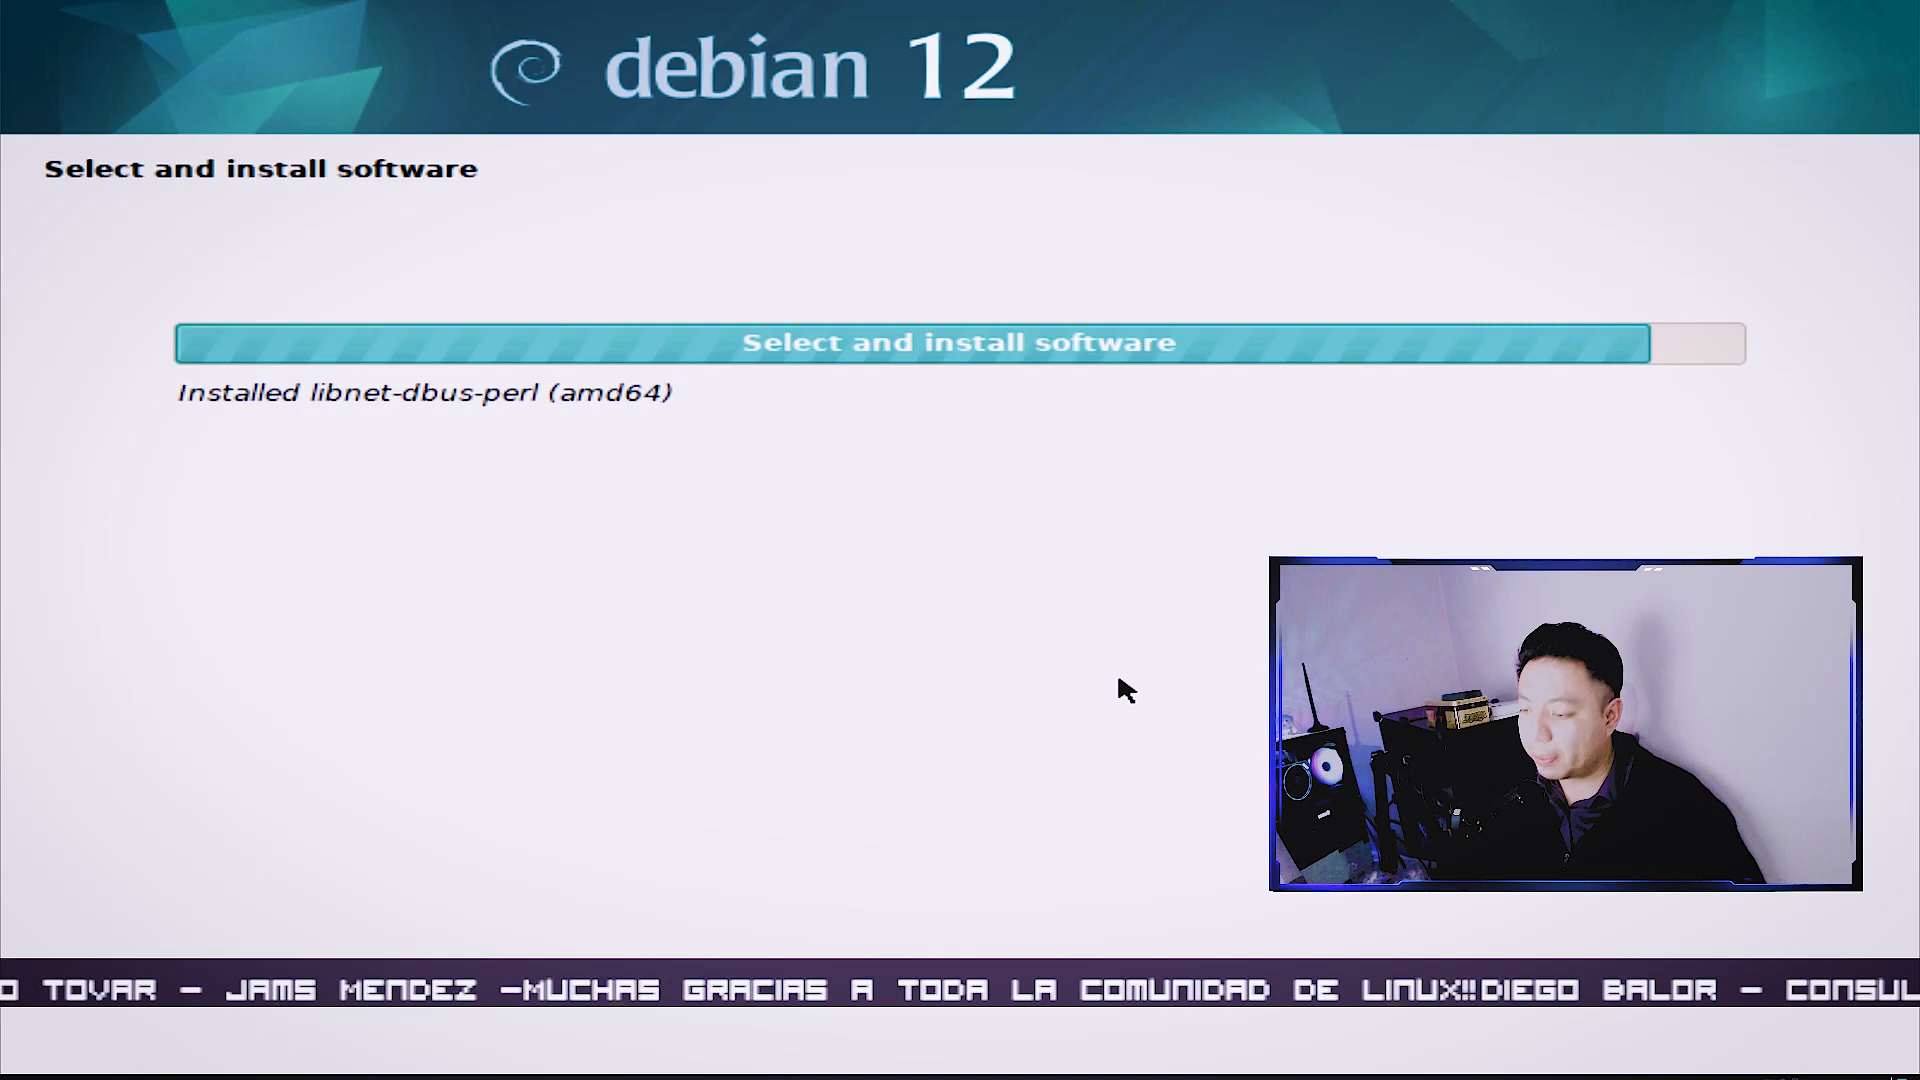 debian 12
Select and install software
Select and install software
Installed libnet-dbus-perl (amd64)
O TOVAR - JAMS MENDEZ -MUCHAS GRACIAS A TODA LA COMUNIDAD DE LINUX!!DIEGO BALOR - CONSUL